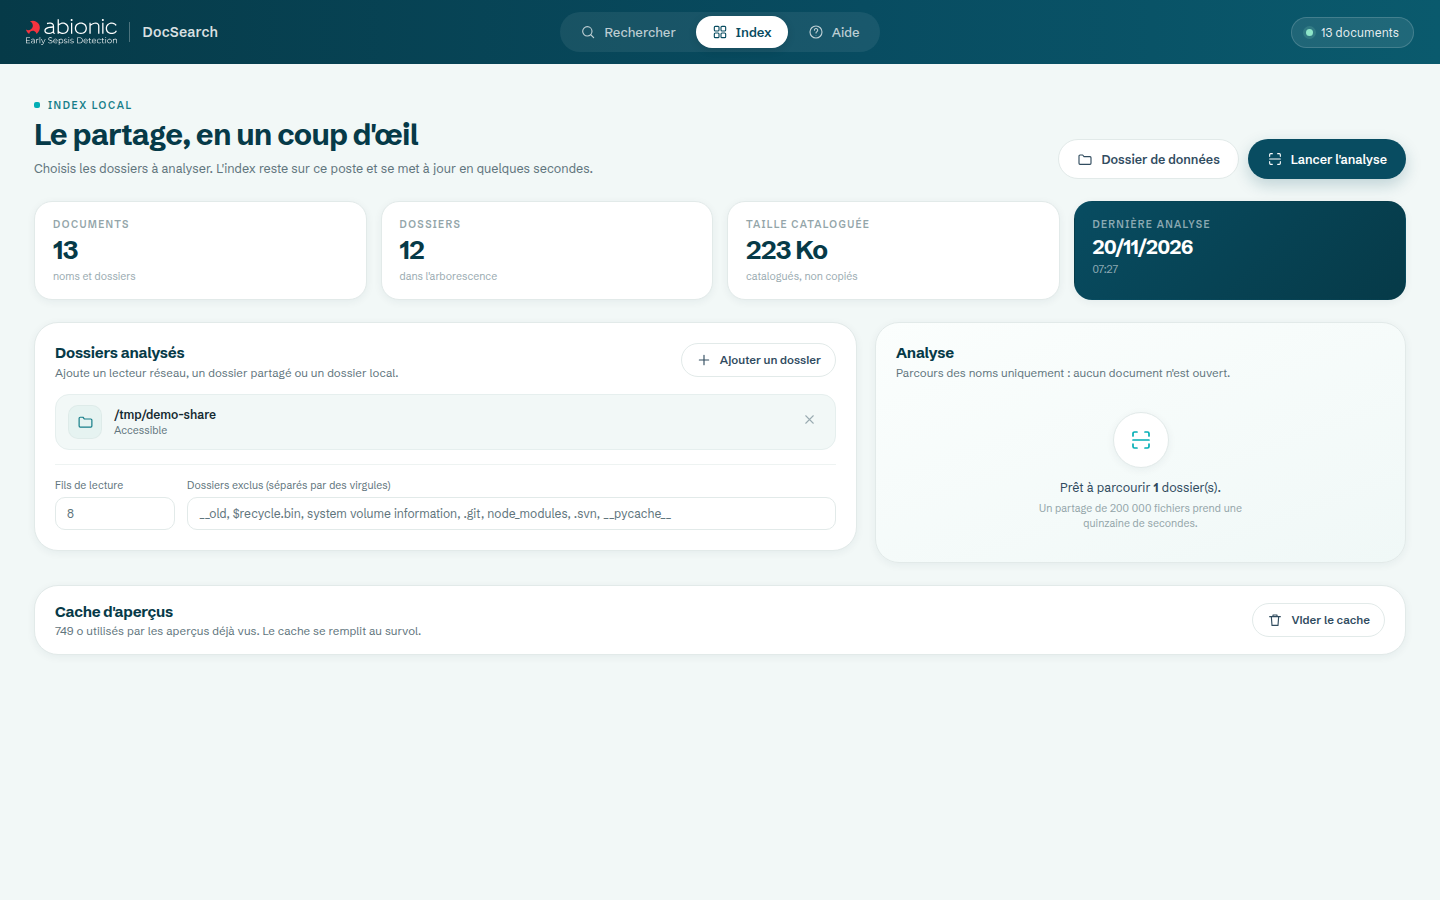 abionic
Early Sepsis Detection
DocSearch
Rechercher
Index
Aide
13 documents
INDEX LOCAL
Le partage, en un coup d'œil
Choisis les dossiers à analyser. L'index reste sur ce poste et se met à jour en quelques secondes.
Dossier de données
Lancer l'analyse
DOCUMENTS
13
noms et dossiers
DOSSIERS
12
dans l'arborescence
TAILLE CATALOGUÉE
223 Ko
catalogués, non copiés
DERNIÈRE ANALYSE
20/11/2026
07:27
Dossiers analysés
Ajoute un lecteur réseau, un dossier partagé ou un dossier local.
Ajouter un dossier
/tmp/demo-share
Accessible
Fils de lecture
8
Dossiers exclus (séparés par des virgules)
__old, $recycle.bin, system volume information, .git, node_modules, .svn, __pycache__
Analyse
Parcours des noms uniquement : aucun document n'est ouvert.
Prêt à parcourir 1 dossier(s).
Un partage de 200 000 fichiers prend une
quinzaine de secondes.
Cache d'aperçus
749 o utilisés par les aperçus déjà vus. Le cache se remplit au survol.
Vider le cache